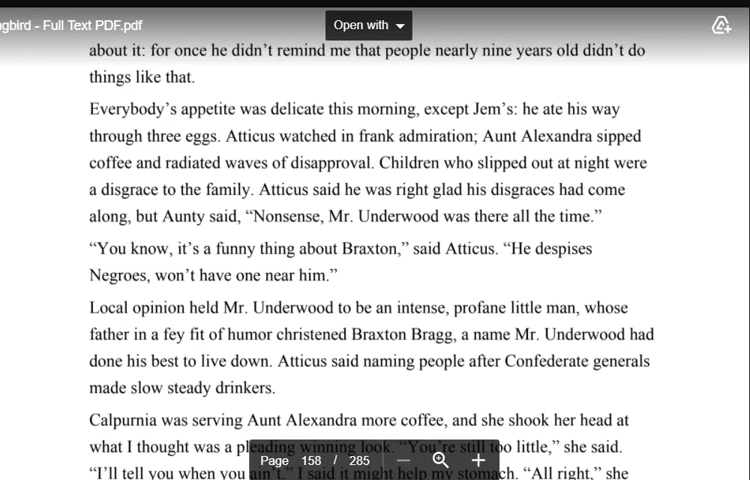 ngbird - Full Text PDF.pdf
Open with
about it: for once he didn’t remind me that people nearly nine years old didn’t do
things like that.
Everybody’s appetite was delicate this morning, except Jem’s: he ate his way
through three eggs. Atticus watched in frank admiration; Aunt Alexandra sipped
coffee and radiated waves of disapproval. Children who slipped out at night were
a disgrace to the family. Atticus said he was right glad his disgraces had come
along, but Aunty said, “Nonsense, Mr. Underwood was there all the time.”
“You know, it’s a funny thing about Braxton,” said Atticus. “He despises
Negroes, won’t have one near him.”
Local opinion held Mr. Underwood to be an intense, profane little man, whose
father in a fey fit of humor christened Braxton Bragg, a name Mr. Underwood had
done his best to live down. Atticus said naming people after Confederate generals
made slow steady drinkers.
Calpurnia was serving Aunt Alexandra more coffee, and she shook her head at
what I thought was a pleading winning look. “You’re still too little,” she said.
“I’ll tell you when you ain’t.” I said it might help my stomach. “All right,” she
Page 158 / 285